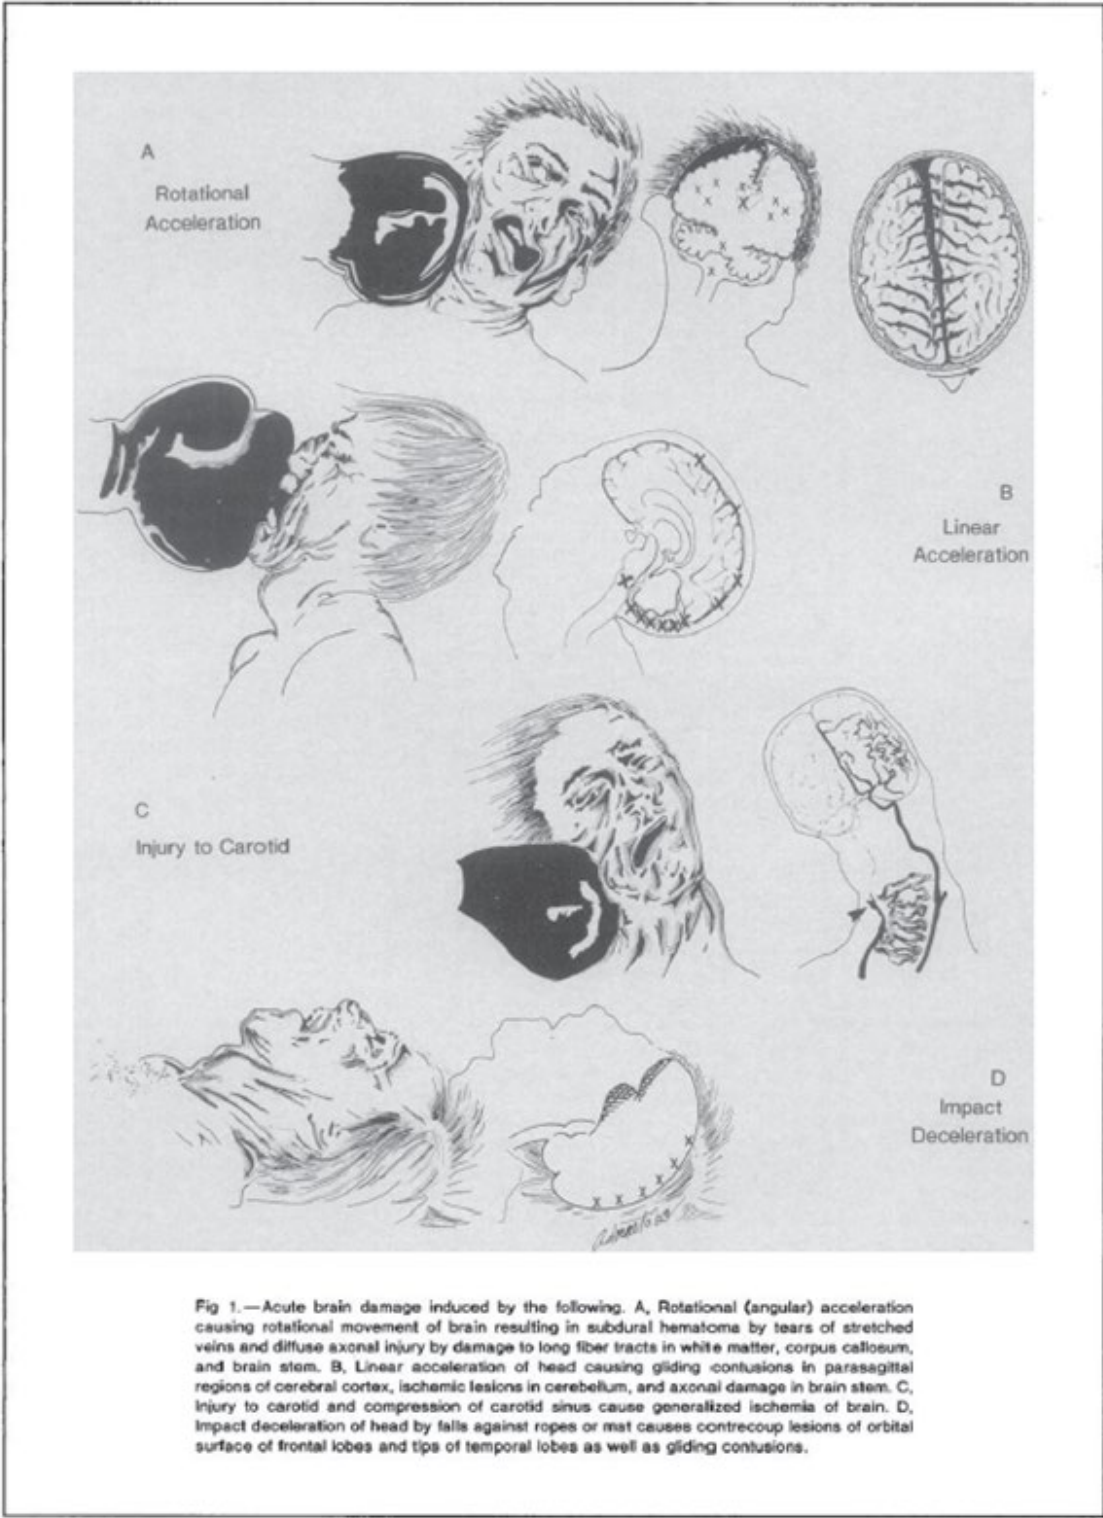 A
Rotational
Acceleration
B
Linear
Acceleration
C
Injury to Carotid
D
Impact
Deceleration
Fig 1.—Acute brain damage induced by the following. A, Rotational (angular) acceleration
causing rotational movement of brain resulting in subdural hematoma by tears of stretched
veins and diffuse axonal injury by damage to long fiber tracts in white matter, corpus callosum,
and brain stem. B, Linear acceleration of head causing gliding contusions in parasagittal
regions of cerebral cortex, ischemic lesions in cerebellum, and axonal damage in brain stem. C,
Injury to carotid and compression of carotid sinus cause generalized ischemia of brain. D,
Impact deceleration of head by falls against ropes or mat causes contrecoup lesions of orbital
surface of frontal lobes and tips of temporal lobes as well as gliding contusions.